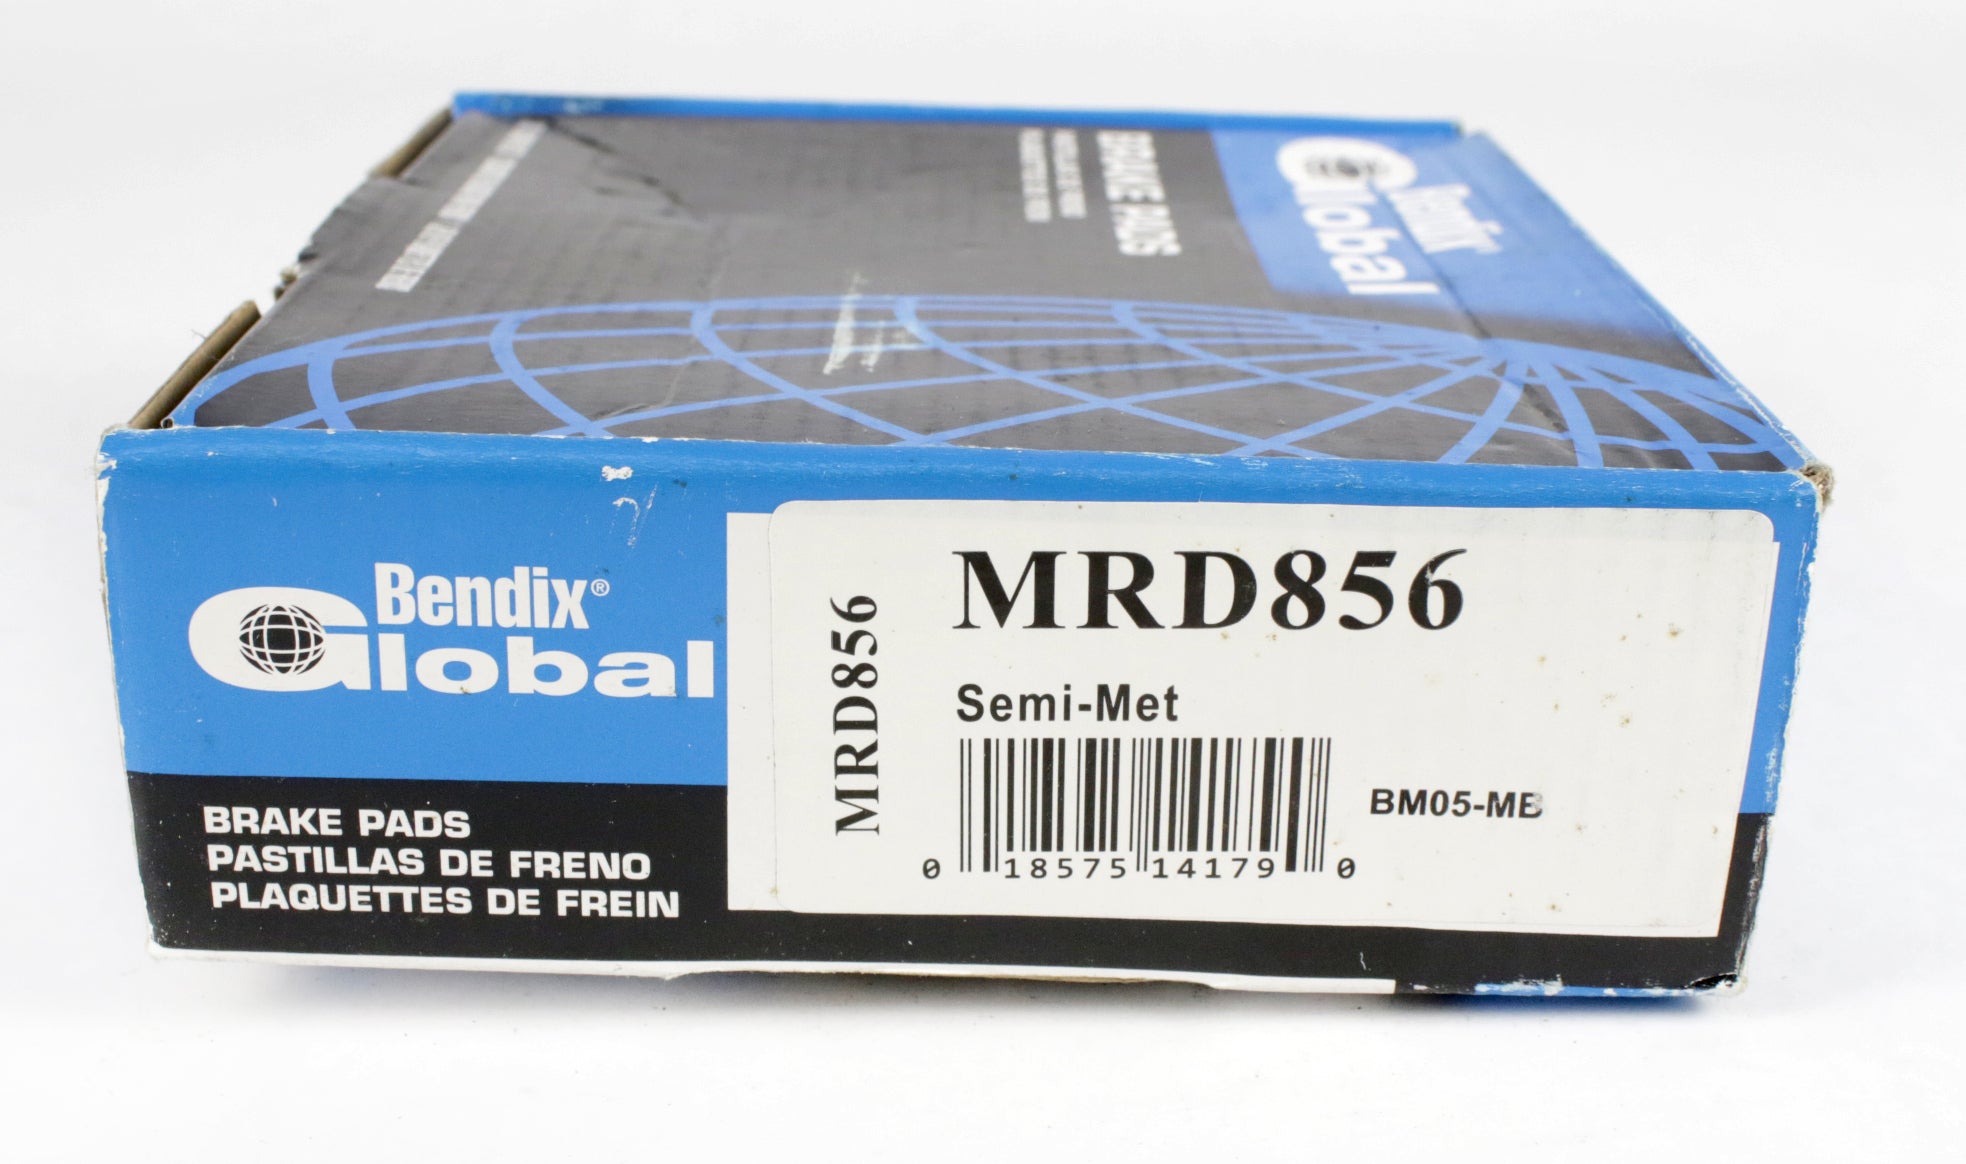 BRAKE PADS
Bendix
Global
Bendix®
Global
BRAKE PADS
PASTILLAS DE FRENO
PLAQUETTES DE FREIN
MRD856
MRD856
Semi-Met
BM05-MB
0 18575 14179 0